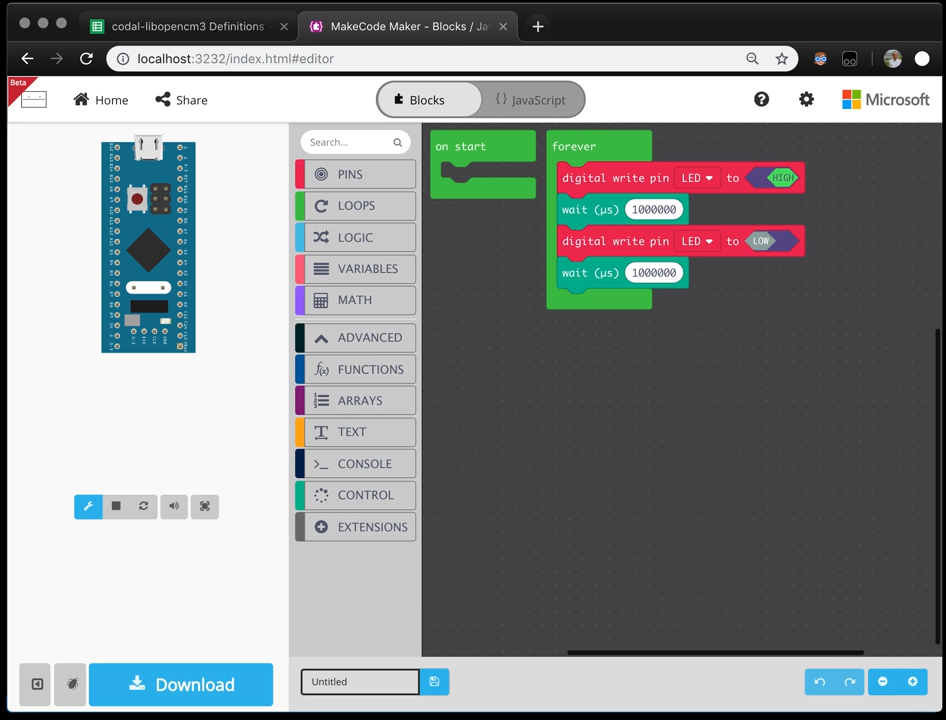 codal-libopencm3 Definitions -
MakeCode Maker - Blocks / Ja
localhost:3232/index.html#editor
Beta
Home
Share
Blocks
{ } JavaScript
Microsoft
Search...
PINS
LOOPS
LOGIC
VARIABLES
MATH
ADVANCED
FUNCTIONS
ARRAYS
TEXT
CONSOLE
CONTROL
EXTENSIONS
on start
forever
digital write pin LED to HIGH
wait (µs) 1000000
digital write pin LED to LOW
wait (µs) 1000000
Download
Untitled